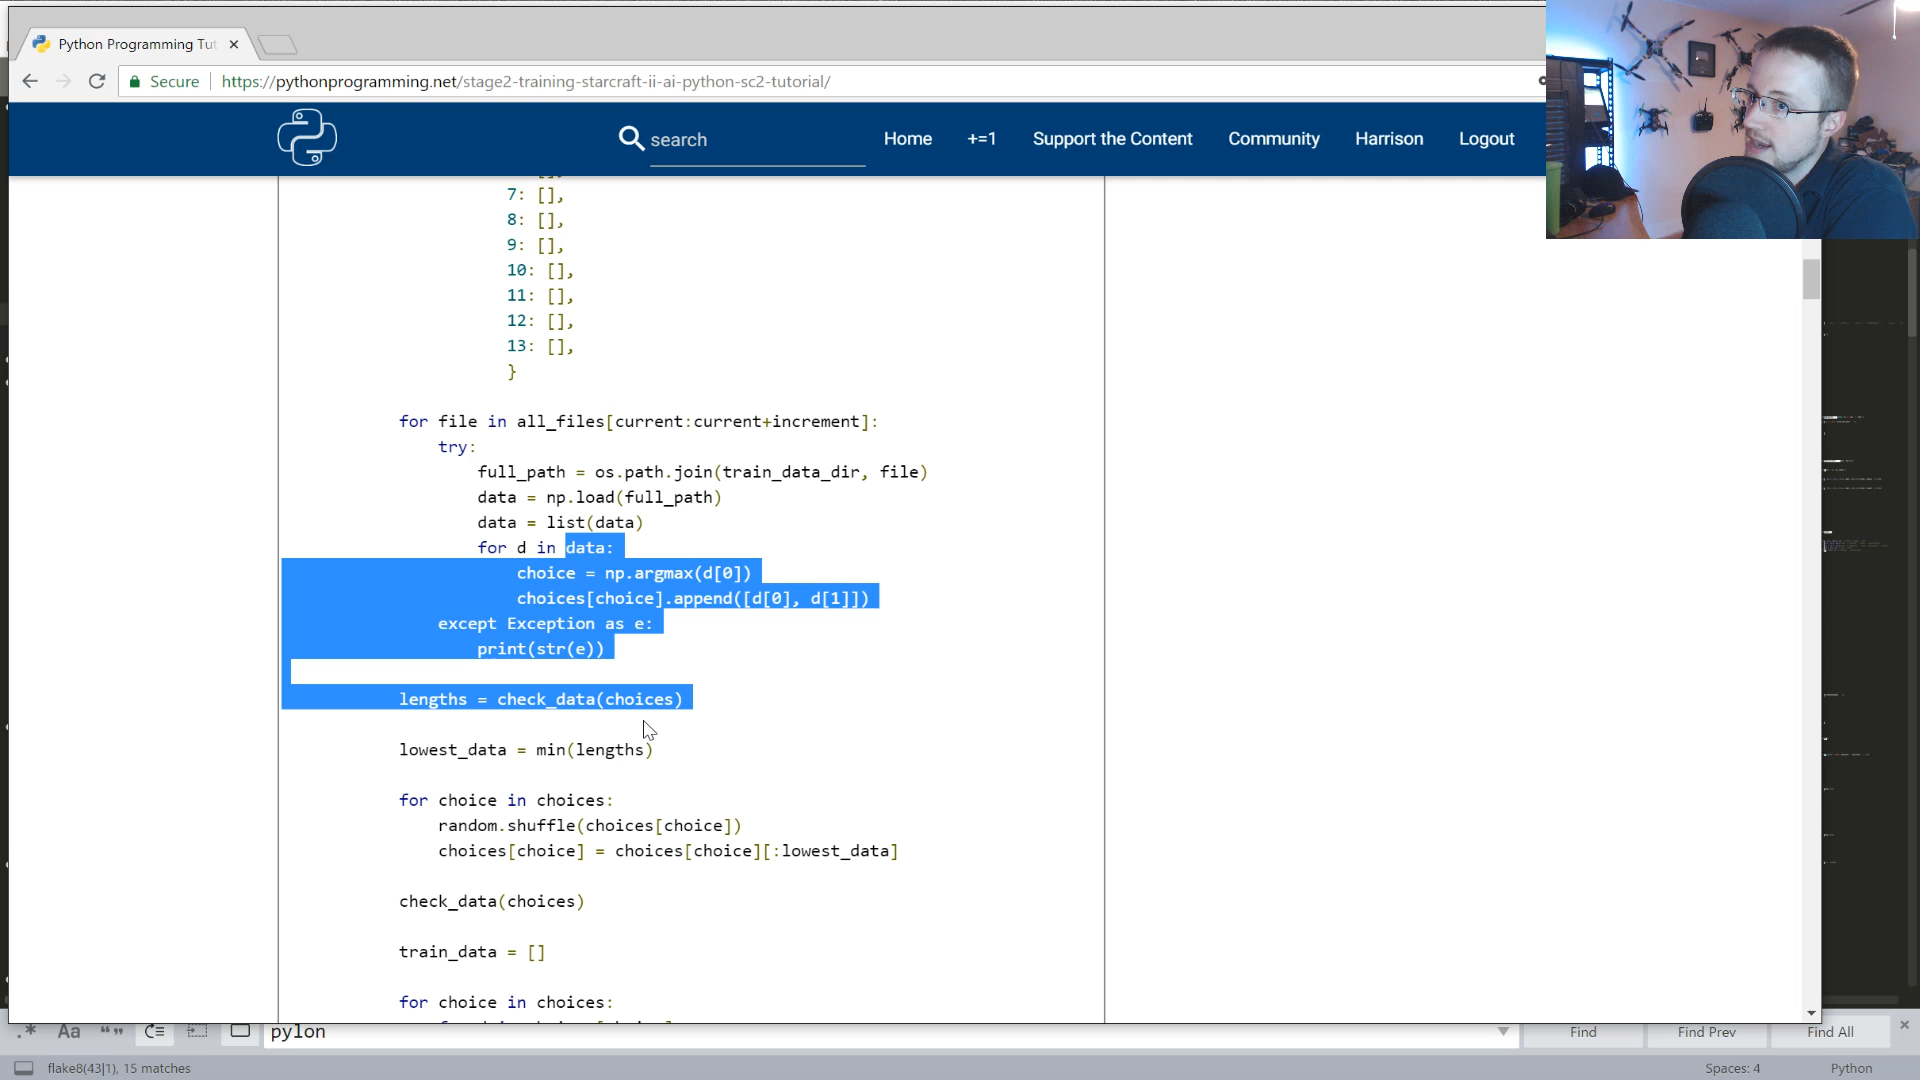 Python Programming Tut
Secure https://pythonprogramming.net/stage2-training-starcraft-ii-ai-python-sc2-tutorial/
search Home +=1 Support the Content Community Harrison Logout
7: [],
8: [],
9: [],
10: [],
11: [],
12: [],
13: [],
}
for file in all_files[current:current+increment]:
try:
full_path = os.path.join(train_data_dir, file)
data = np.load(full_path)
data = list(data)
for d in data:
choice = np.argmax(d[0])
choices[choice].append([d[0], d[1]])
except Exception as e:
print(str(e))
lengths = check_data(choices)
lowest_data = min(lengths)
for choice in choices:
random.shuffle(choices[choice])
choices[choice] = choices[choice][:lowest_data]
check_data(choices)
train_data = []
for choice in choices:
.* Aa “” pylon Find Find Prev Find All
flake8(43|1), 15 matches Spaces: 4 Python